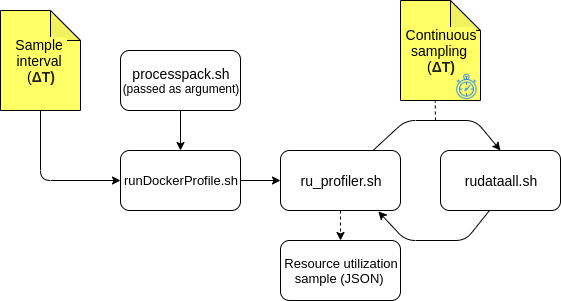 Sample
interval
(ΔT)
processpack.sh
(passed as argument)
Continuous
sampling
(ΔT)
runDockerProfile.sh
ru_profiler.sh
rudataall.sh
Resource utilization
sample (JSON)